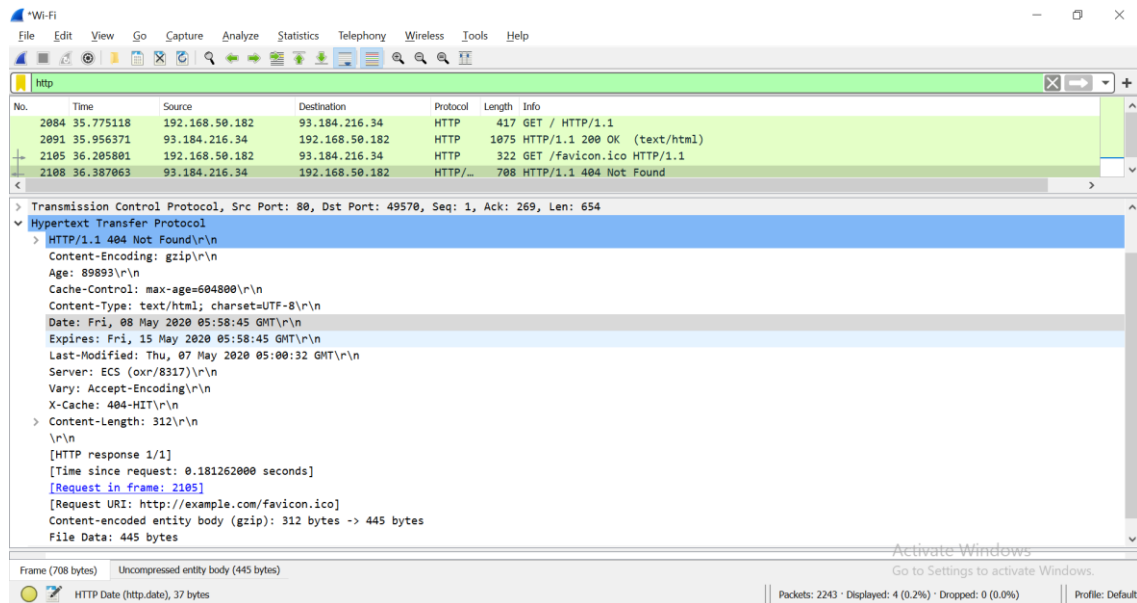 *Wi-Fi
File Edit View Go Capture Analyze Statistics Telephony Wireless Tools Help
http
No. Time Source Destination Protocol Length Info
2084 35.775118 192.168.50.182 93.184.216.34 HTTP 417 GET / HTTP/1.1
2091 35.956371 93.184.216.34 192.168.50.182 HTTP 1075 HTTP/1.1 200 OK (text/html)
2105 36.205801 192.168.50.182 93.184.216.34 HTTP 322 GET /favicon.ico HTTP/1.1
2108 36.387063 93.184.216.34 192.168.50.182 HTTP/… 708 HTTP/1.1 404 Not Found
Transmission Control Protocol, Src Port: 80, Dst Port: 49570, Seq: 1, Ack: 269, Len: 654
Hypertext Transfer Protocol
HTTP/1.1 404 Not Found\r\n
Content-Encoding: gzip\r\n
Age: 89893\r\n
Cache-Control: max-age=604800\r\n
Content-Type: text/html; charset=UTF-8\r\n
Date: Fri, 08 May 2020 05:58:45 GMT\r\n
Expires: Fri, 15 May 2020 05:58:45 GMT\r\n
Last-Modified: Thu, 07 May 2020 05:00:32 GMT\r\n
Server: ECS (oxr/8317)\r\n
Vary: Accept-Encoding\r\n
X-Cache: 404-HIT\r\n
Content-Length: 312\r\n
\r\n
[HTTP response 1/1]
[Time since request: 0.181262000 seconds]
[Request in frame: 2105]
[Request URI: http://example.com/favicon.ico]
Content-encoded entity body (gzip): 312 bytes -> 445 bytes
File Data: 445 bytes
Activate Windows
Go to Settings to activate Windows.
Frame (708 bytes) Uncompressed entity body (445 bytes)
HTTP Date (http.date), 37 bytes Packets: 2243 · Displayed: 4 (0.2%) · Dropped: 0 (0.0%) Profile: Default